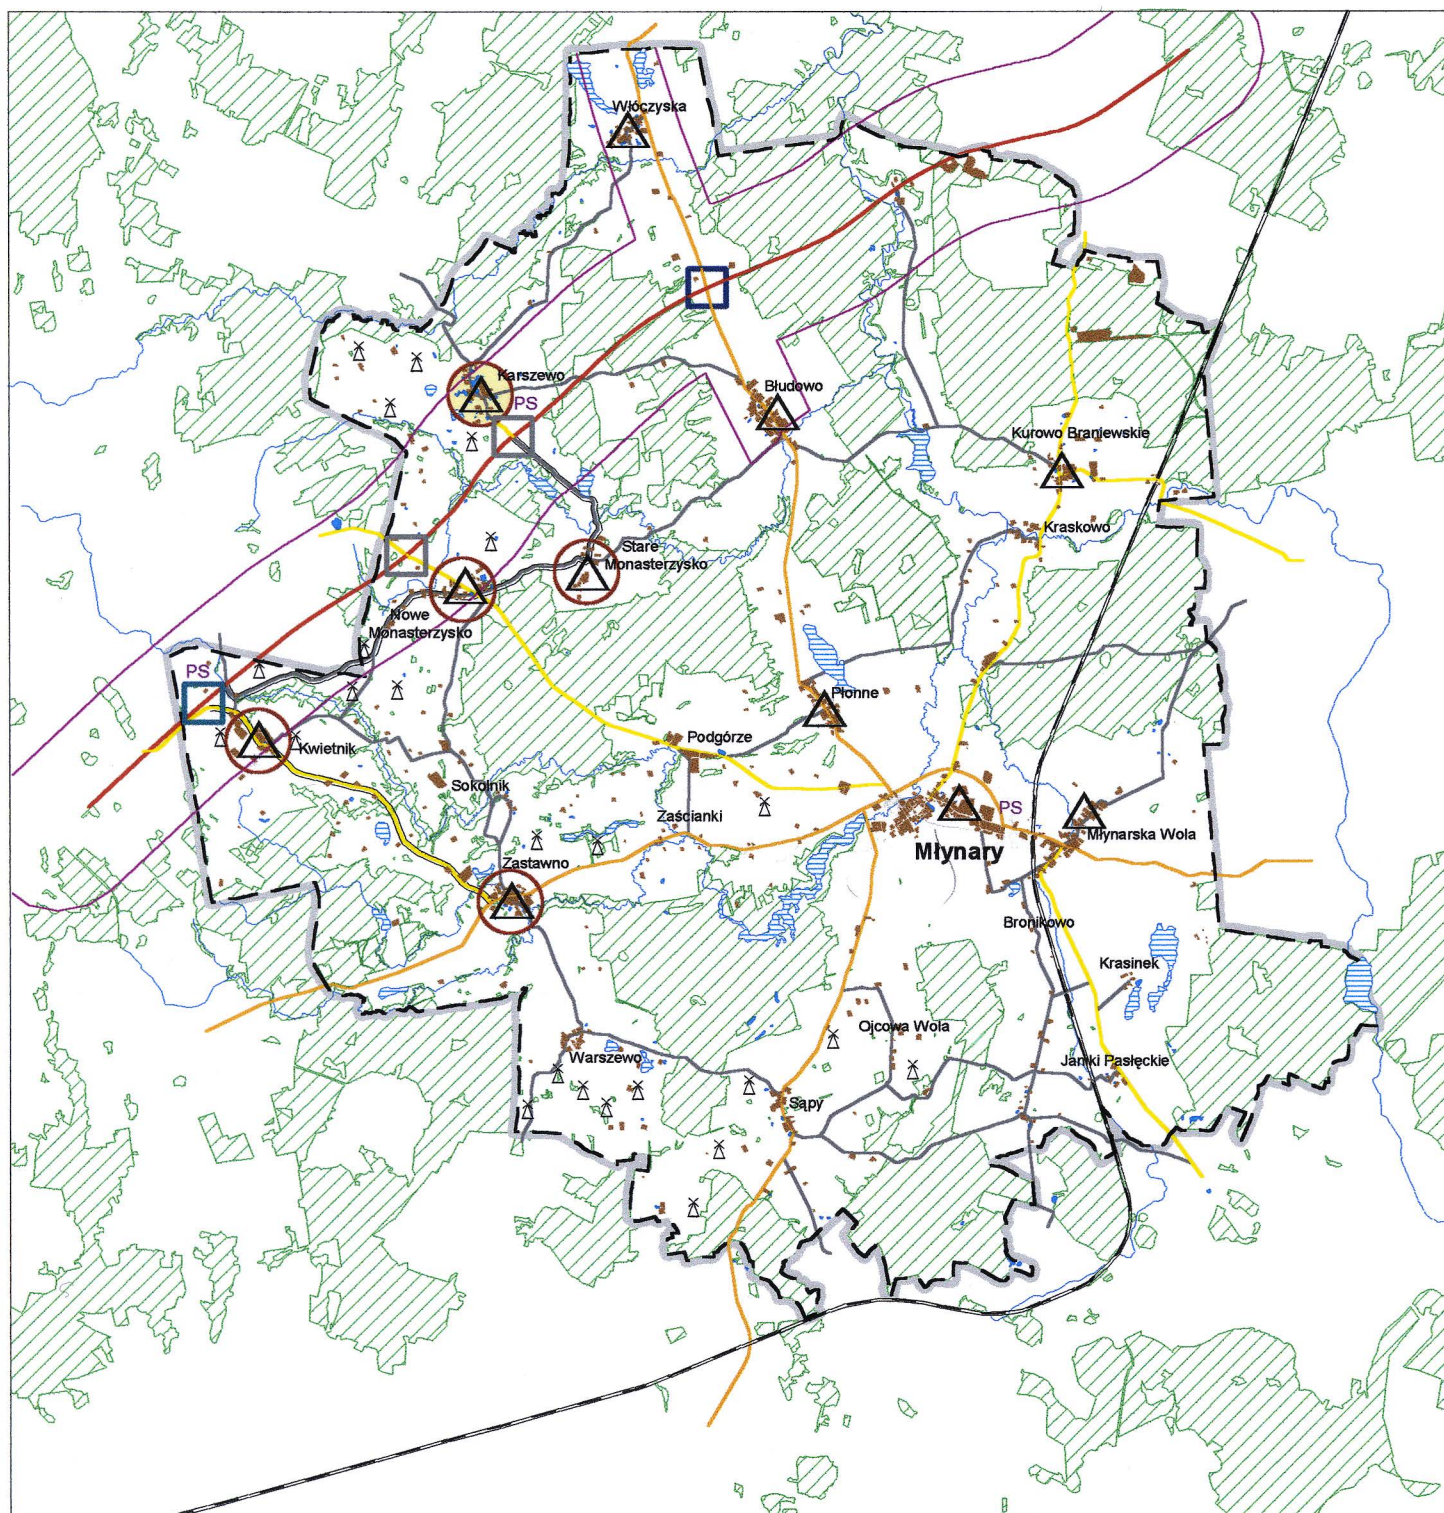 Włóczyska
Karszewo
PS
Błudowo
Kurowo Braniewskie
Kraskowo
Stare
Monasterzysko
Nowe
Monasterzysko
PS
Kwietnik
Płonne
Podgórze
Sokolnik
Zaścianki
PS
Młynarska Wola
Młynary
Zastawno
Bronikowo
Krasinek
Ojcowa Wola
Warszewo
Janiki Pasłęckie
Sąpy